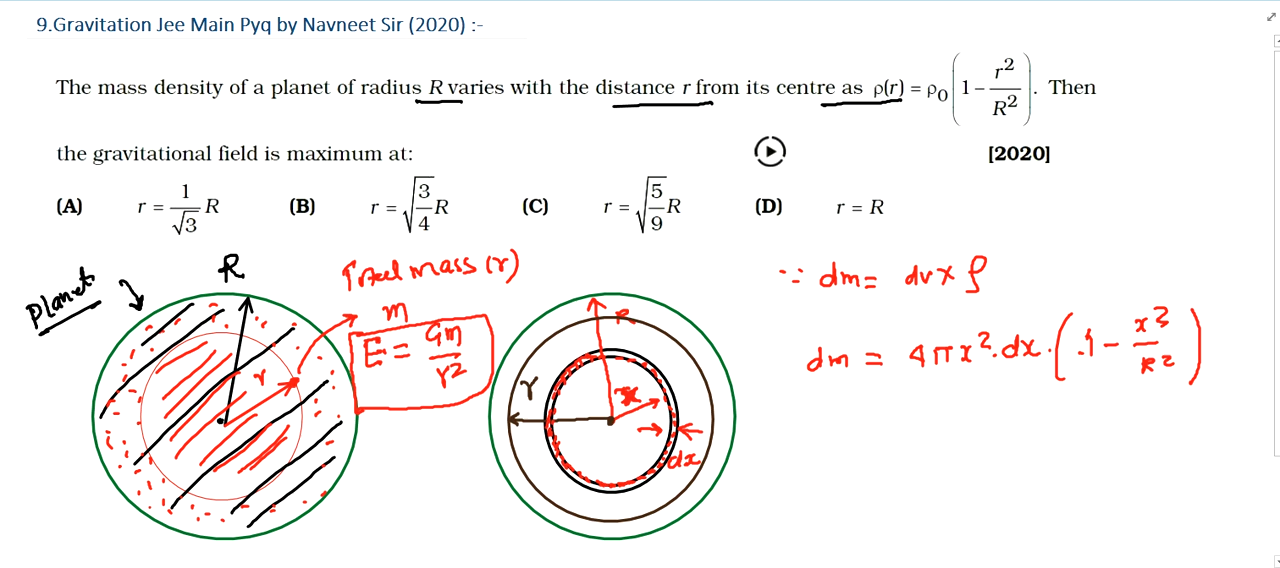 9.Gravitation Jee Main Pyq by Navneet Sir (2020) :-
The mass density of a planet of radius R varies with the distance r from its centre as ρ(r) = ρ₀(1 − r²/R²). Then
the gravitational field is maximum at: [2020]
(A) r = 1/√3 R (B) r = √(3/4) R (C) r = √(5/9) R (D) r = R
Planet
R
mass (r)
m
E = Gm/r²
r
R
r
x
dx
∵ dm = dv × ρ
dm = 4πx².dx.(1 − x³/R²)